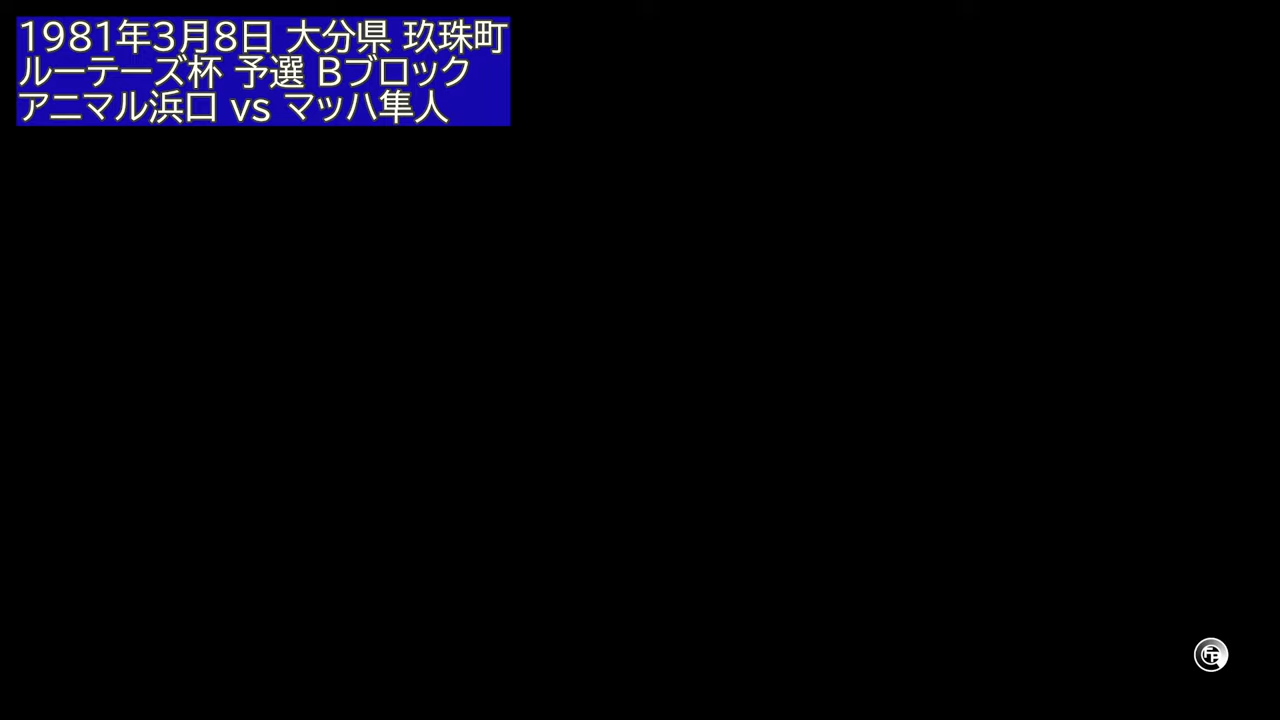 1981年3月8日 大分県 玖珠町
ルーテーズ杯 予選 Bブロック
アニマル浜口 vs マッハ隼人